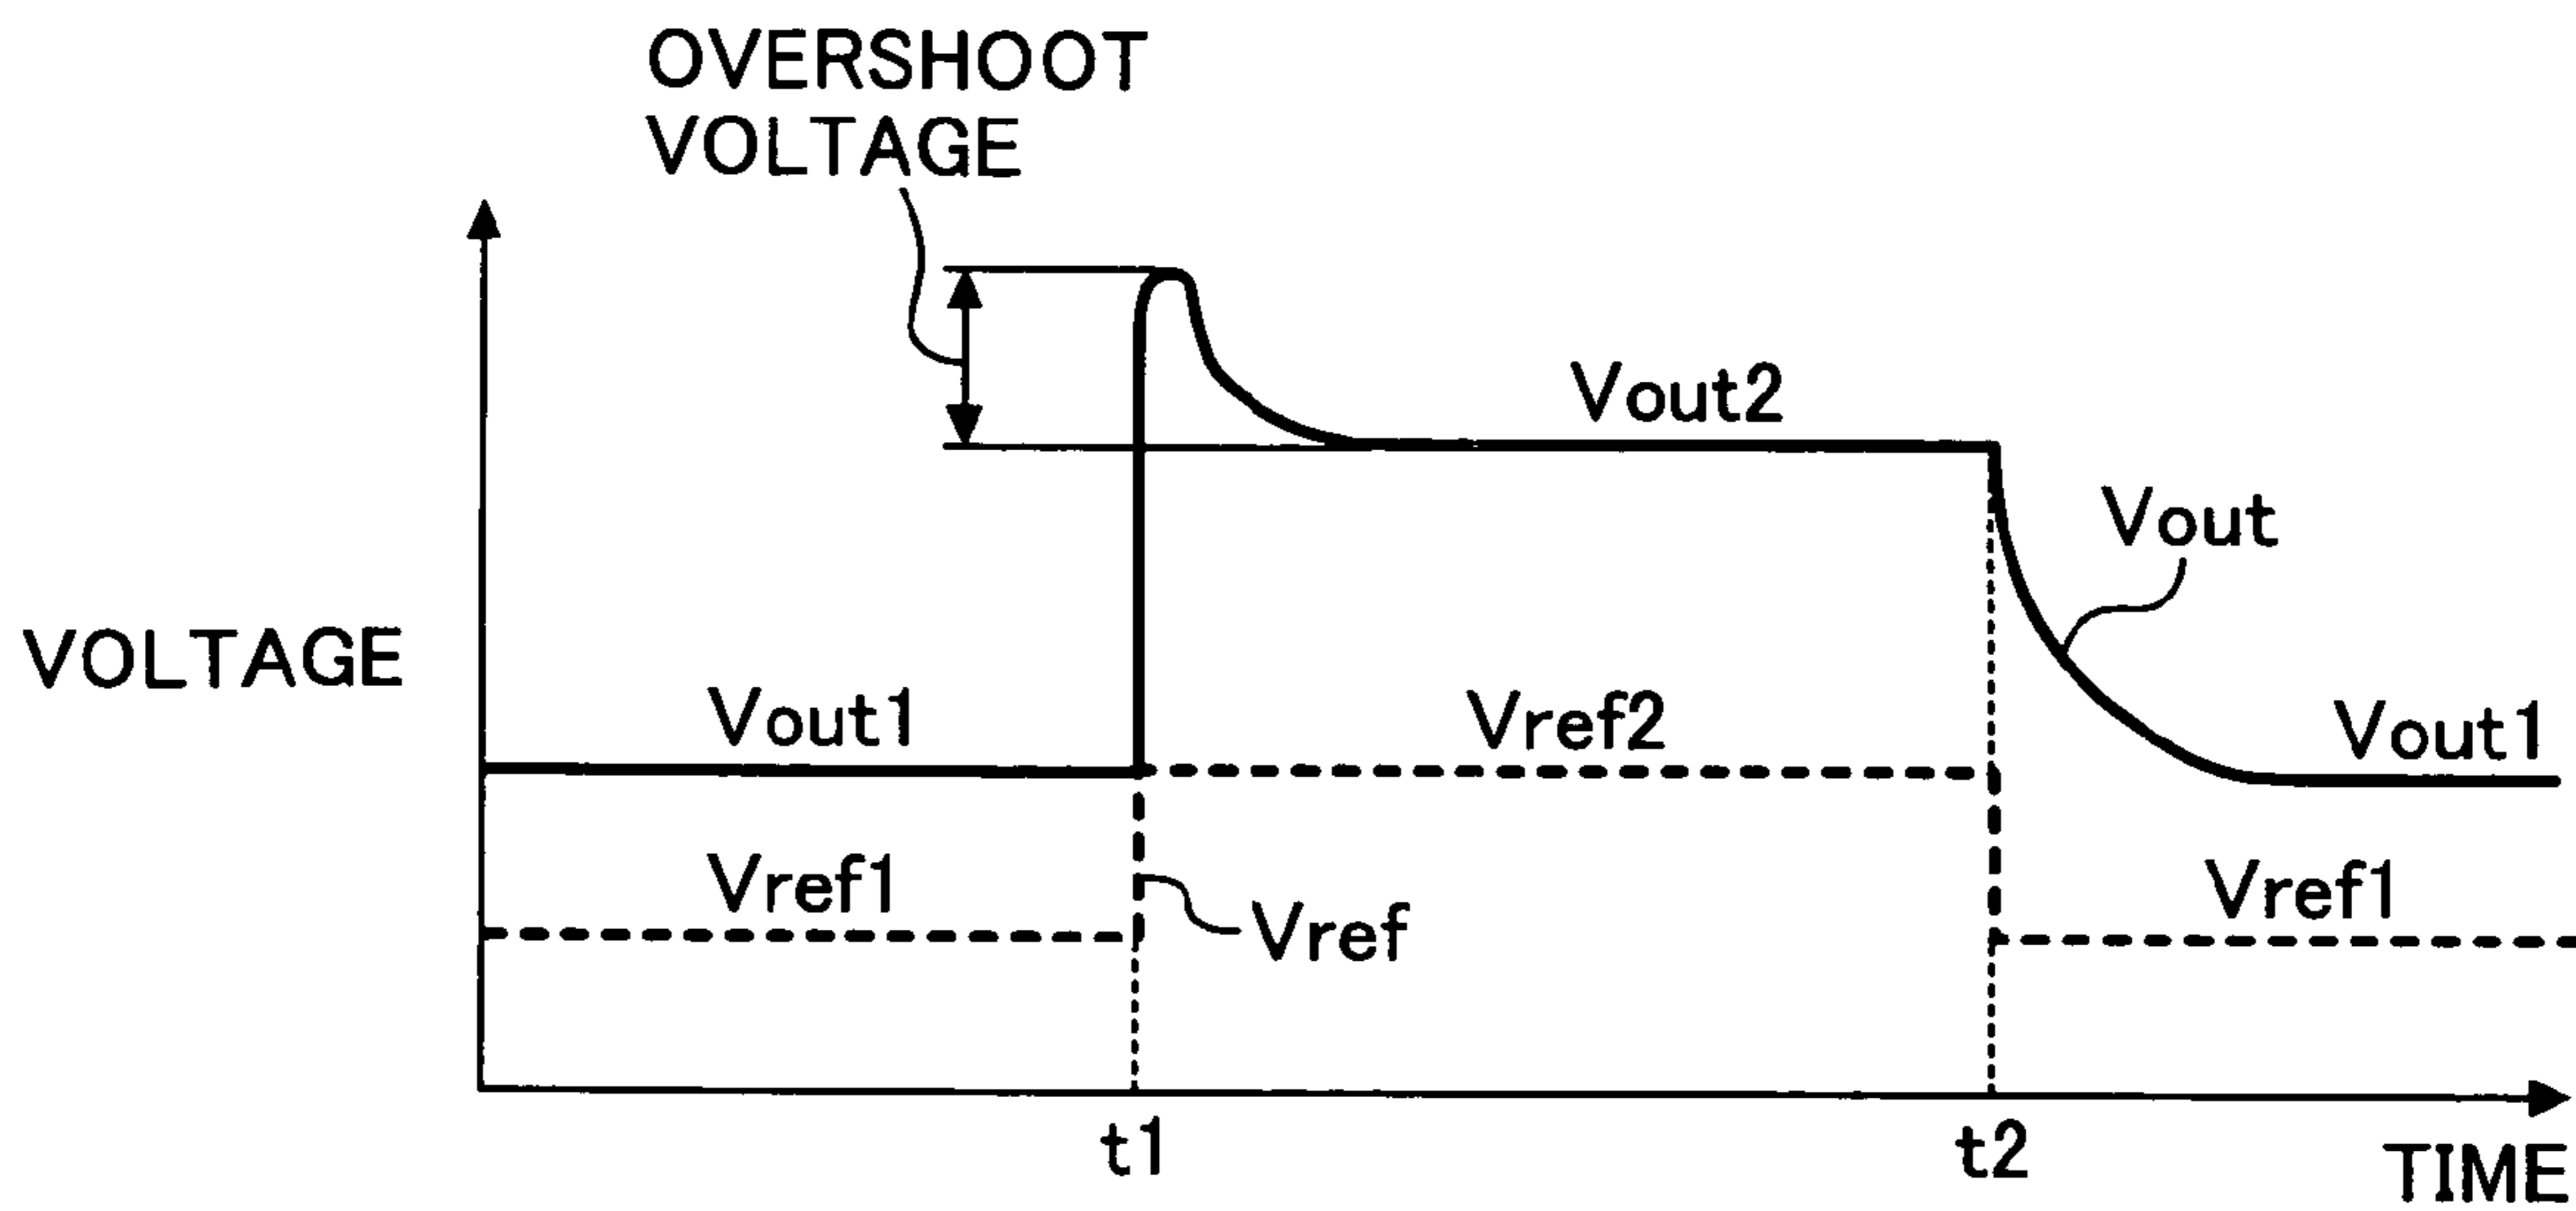 OVERSHOOT
VOLTAGE
Vout2
Vout
VOLTAGE
Vout1
Vref2
Vout1
Vref1
Vref
Vref1
t1
t2
TIME